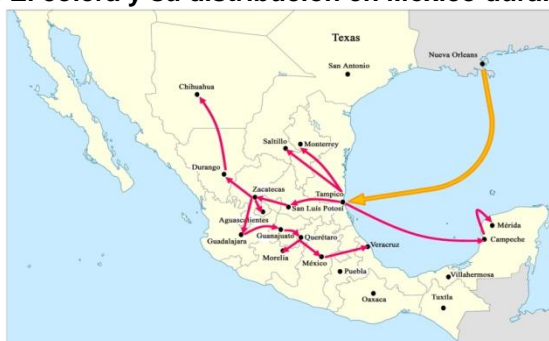 El cólera y su distribución en México dura
Texas
Nueva Orleans
San Antonio
Chihuahua
Saltillo
Monterrey
Durango
Zacatecas
Tampico
San Luis Potosí
Aguascalientes
Mérida
Guanajuato
Querétaro
Guadalajara
Veracruz
Campeche
Morelia
México
Puebla
Villahermosa
Oaxaca
Tuxtla